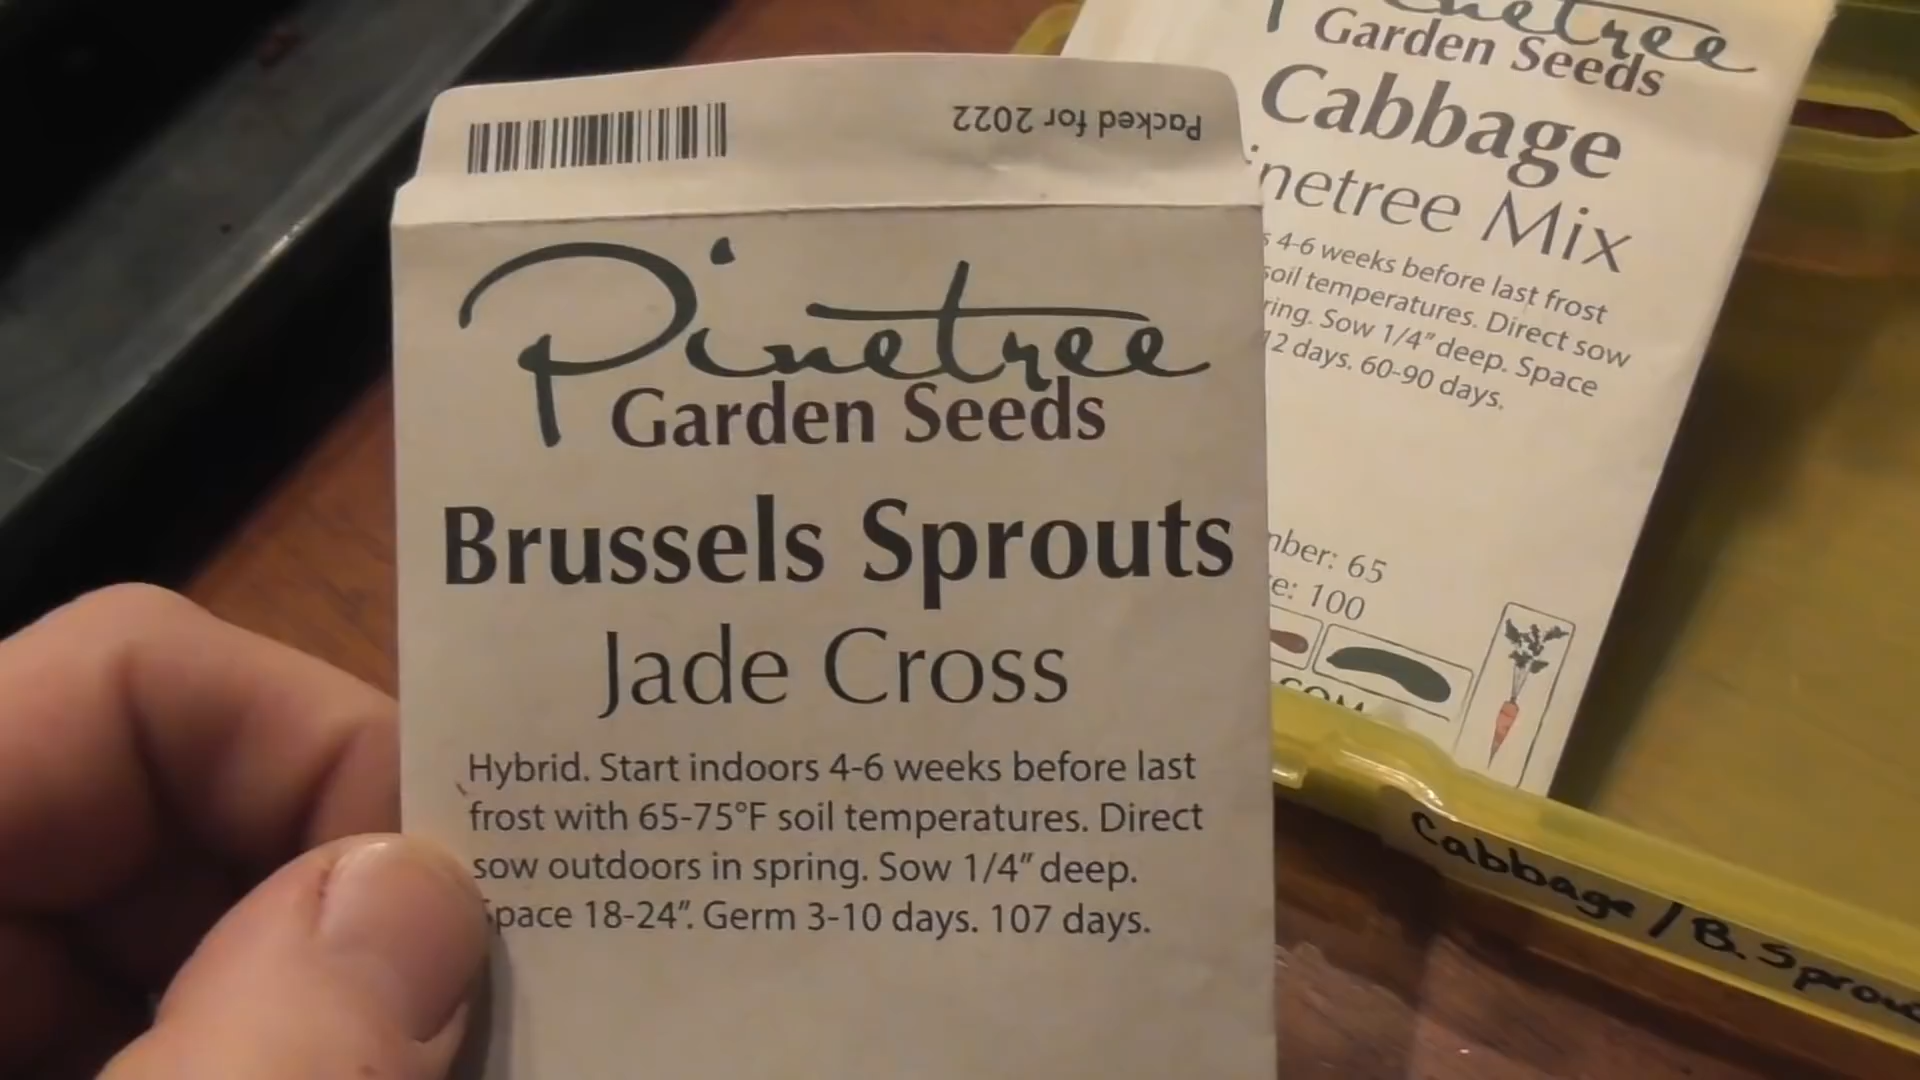 Packed for 2022
Pinetree
Garden Seeds
Brussels Sprouts
Jade Cross
Hybrid. Start indoors 4-6 weeks before last
frost with 65-75°F soil temperatures. Direct
sow outdoors in spring. Sow 1/4" deep.
Space 18-24". Germ 3-10 days. 107 days.
Pinetree
Garden Seeds
Cabbage
Pinetree Mix
4-6 weeks before last frost
soil temperatures. Direct sow
Sow 1/4" deep. Space
12 days. 60-90 days.
65
100
Cabbage / B. Sprou